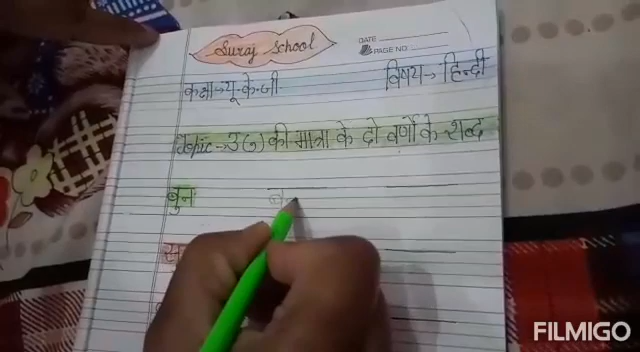 Suraj School
DATE
PAGE NO.
कक्षा→यू.के.जी. विषय→ हिन्दी
Topic→उ(ु) की मात्रा के दो वर्णों के शब्द
बुन
FILMIGO